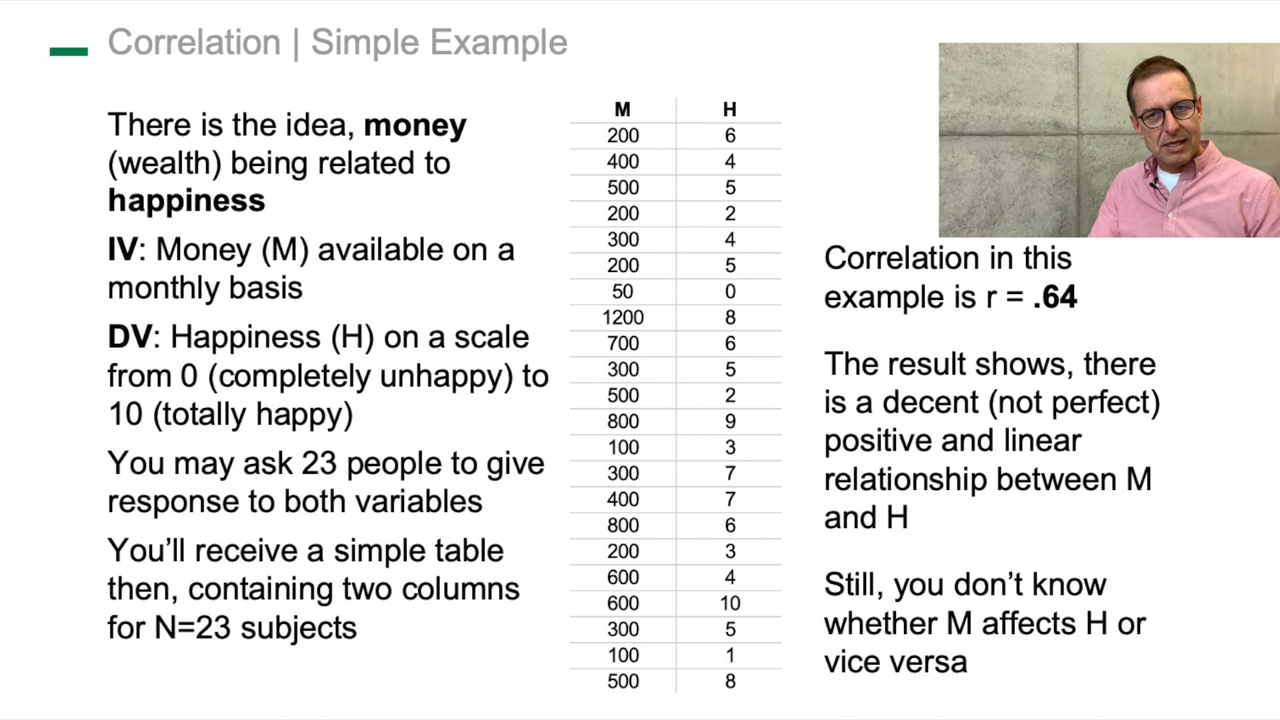 Correlation | Simple Example
There is the idea, money
(wealth) being related to
happiness
IV: Money (M) available on a
monthly basis
DV: Happiness (H) on a scale
from 0 (completely unhappy) to
10 (totally happy)
You may ask 23 people to give
response to both variables
You'll receive a simple table
then, containing two columns
for N=23 subjects
M H
200 6
400 4
500 5
200 2
300 4
200 5
50 0
1200 8
700 6
300 5
500 2
800 9
100 3
300 7
400 7
800 6
200 3
600 4
600 10
300 5
100 1
500 8
Correlation in this
example is r = .64
The result shows, there
is a decent (not perfect)
positive and linear
relationship between M
and H
Still, you don't know
whether M affects H or
vice versa